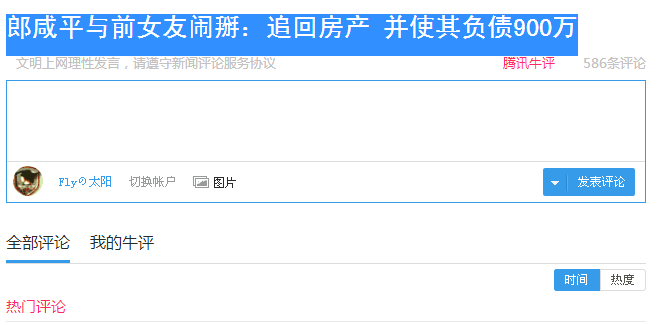 郎咸平与前女友闹掰：追回房产 并使其负债900万
文明上网理性发言，请遵守新闻评论服务协议 腾讯牛评 586条评论
Flyの太阳 切换帐户 图片 发表评论
全部评论 我的牛评
时间 热度
热门评论